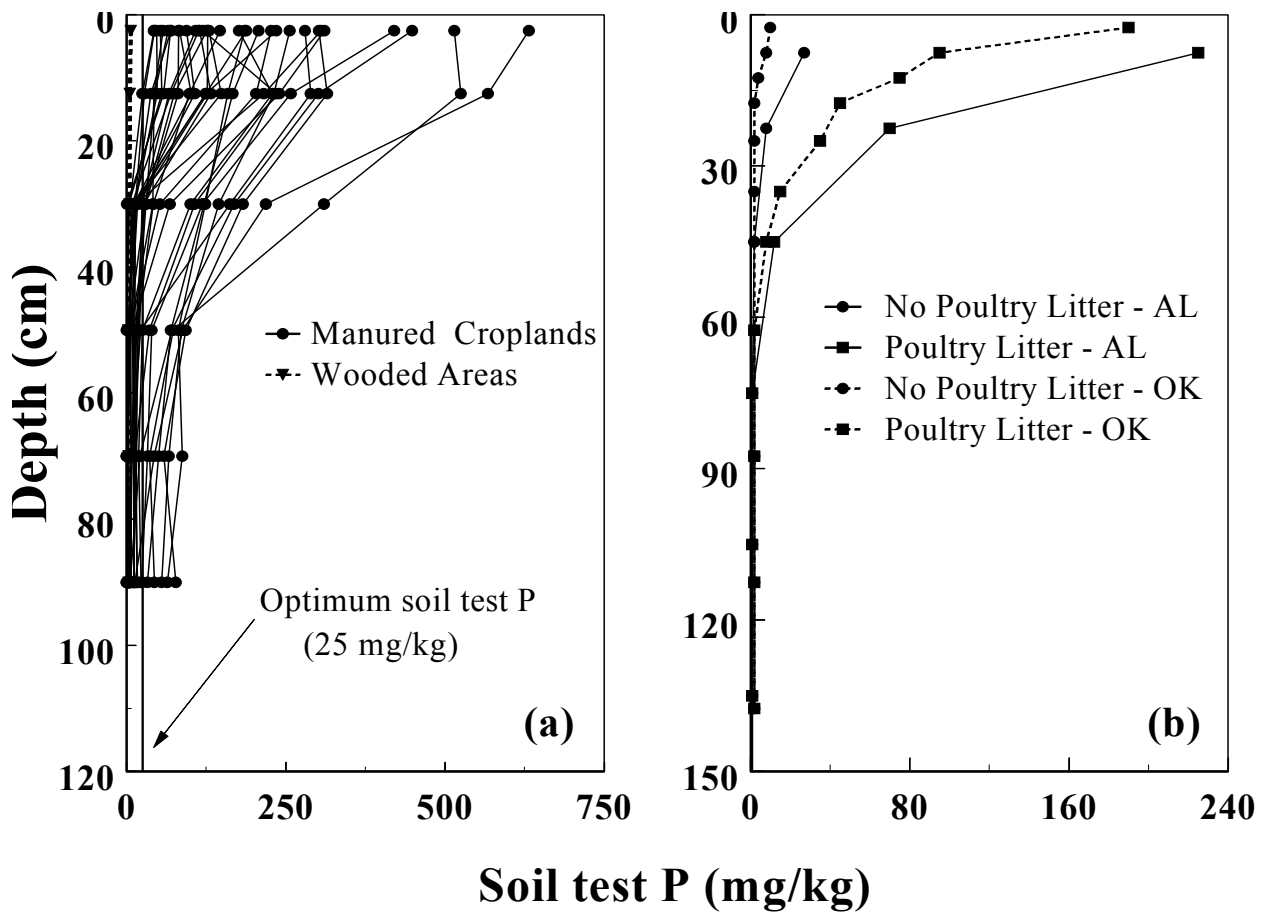 0
20
40
60
80
100
120
Depth (cm)
Manured Croplands
Wooded Areas
Optimum soil test P
(25 mg/kg)
(a)
0 250 500 750
0
30
60
90
120
150
No Poultry Litter - AL
Poultry Litter - AL
No Poultry Litter - OK
Poultry Litter - OK
(b)
0 80 160 240
Soil test P (mg/kg)